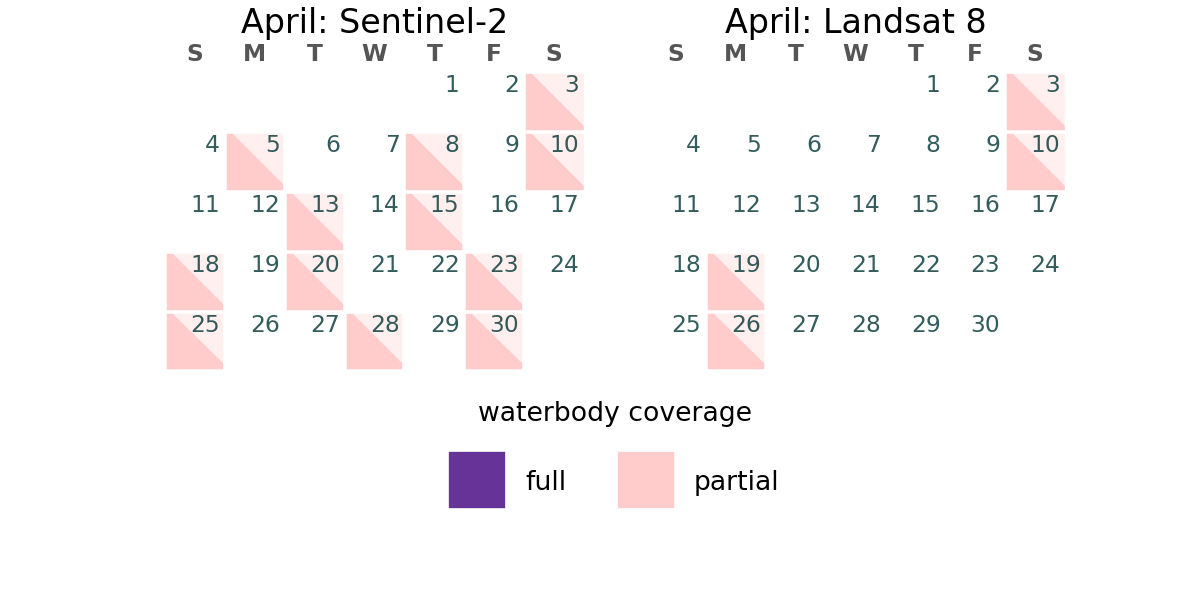 April: Sentinel-2
S M T W T F S
1 2 3
4 5 6 7 8 9 10
11 12 13 14 15 16 17
18 19 20 21 22 23 24
25 26 27 28 29 30
April: Landsat 8
S M T W T F S
1 2 3
4 5 6 7 8 9 10
11 12 13 14 15 16 17
18 19 20 21 22 23 24
25 26 27 28 29 30
waterbody coverage
full partial